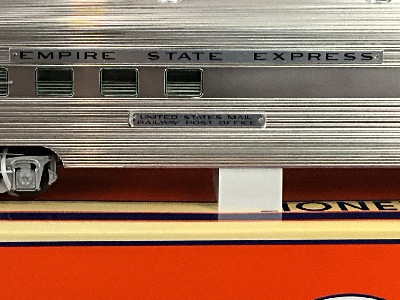 EMPIRE STATE EXPRESS
UNITED STATES MAIL
RAILWAY POST OFFICE
IONE